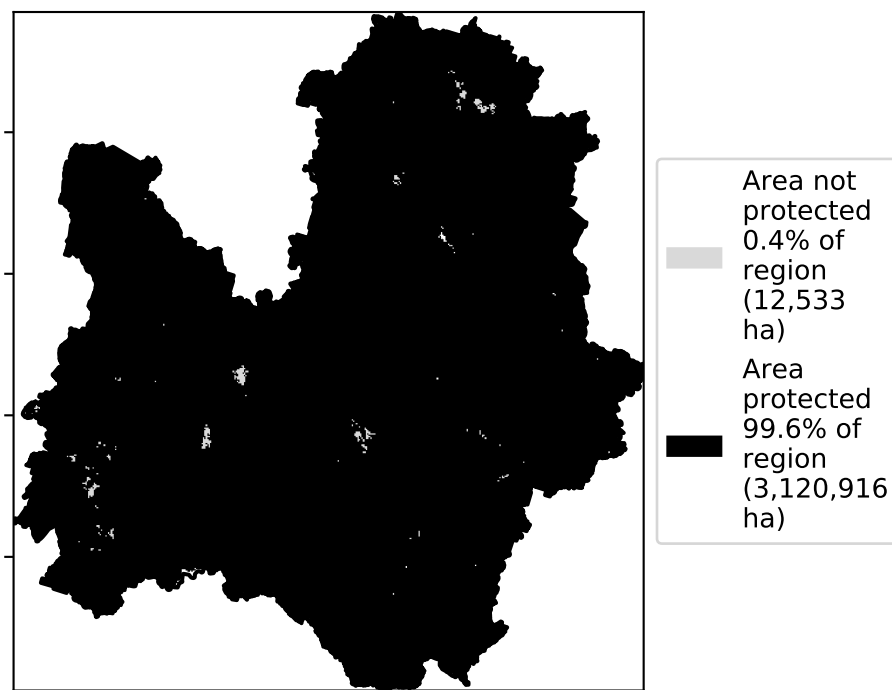 Area not
protected
0.4% of
region
(12,533
ha)
Area
protected
99.6% of
region
(3,120,916
ha)